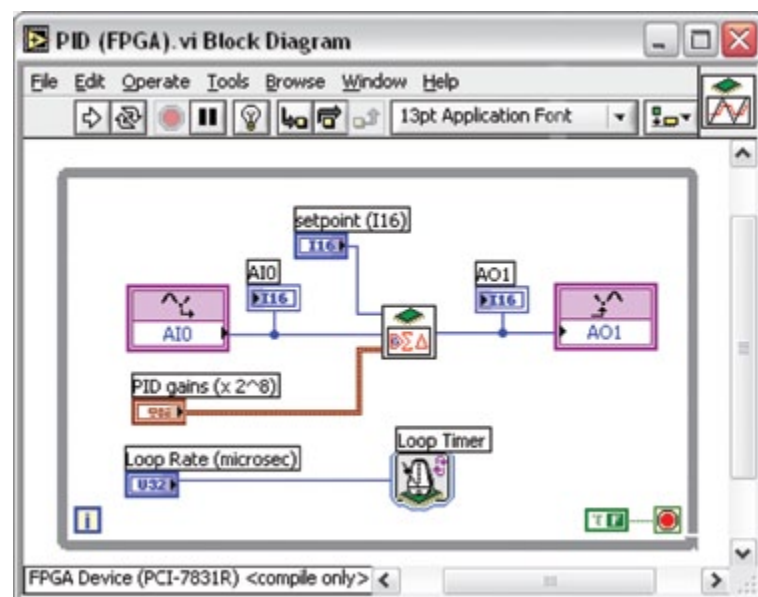 PID (FPGA).vi Block Diagram
File Edit Operate Tools Browse Window Help
13pt Application Font
setpoint (I16)
I16
AI0
I16
AO1
I16
AI0
AO1
PID gains (x 2^8)
Loop Rate (microsec)
U32
Loop Timer
i
T F
FPGA Device (PCI-7831R) <compile only>